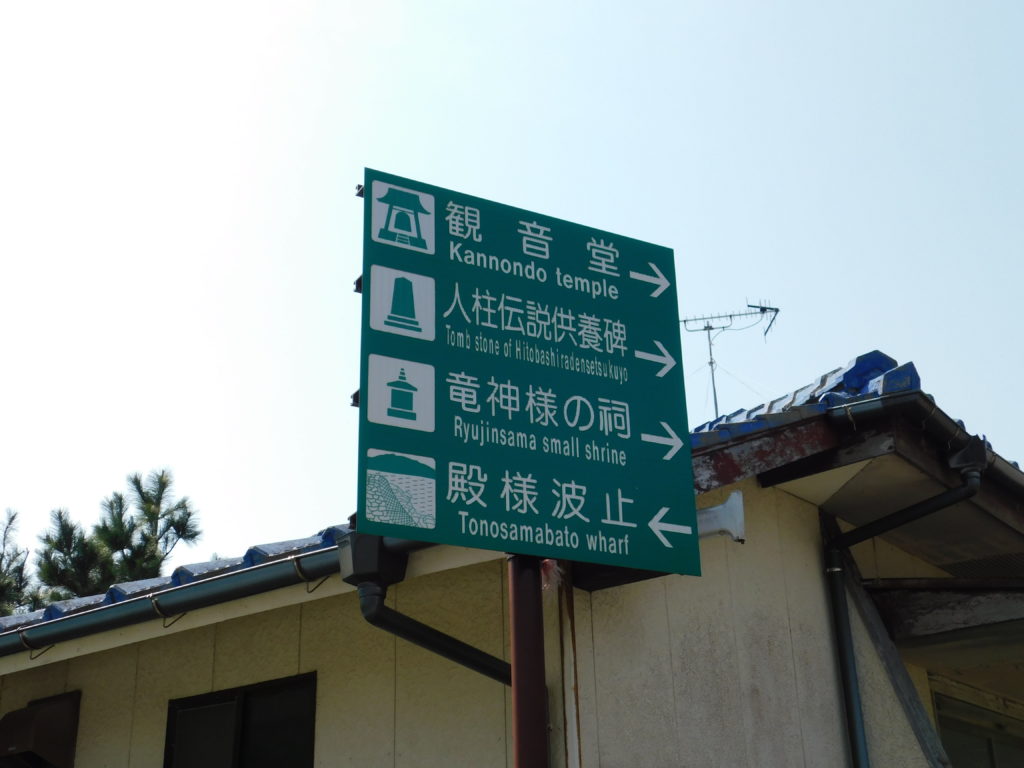 観音堂
Kannondo temple
人柱伝説供養碑
Tomb stone of Hitobashiradensetsukuyo
竜神様の祠
Ryujinsama small shrine
殿様波止
Tonosamabato wharf